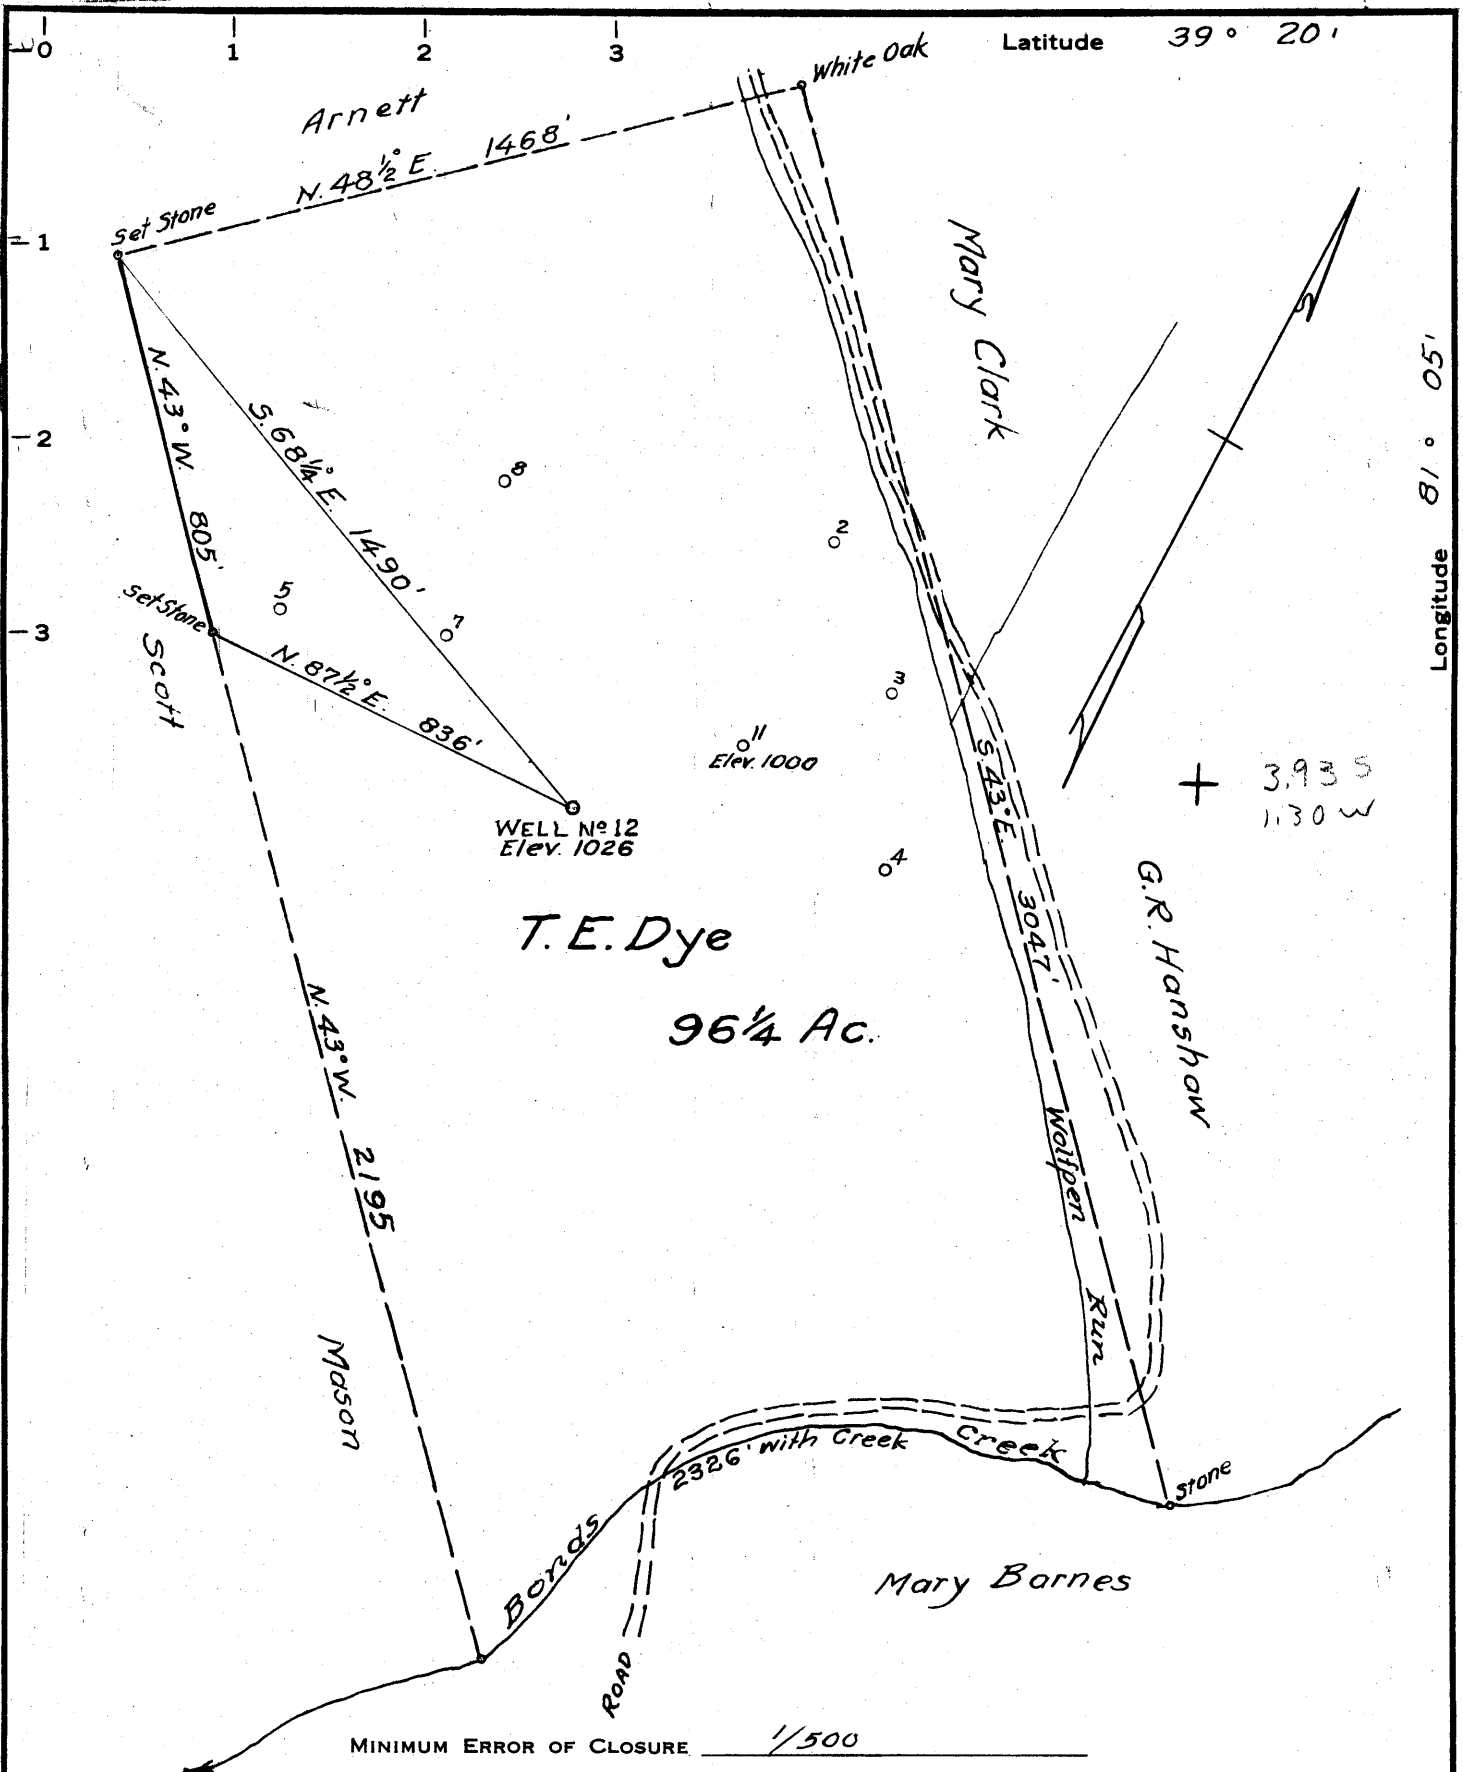 0 1 2 3 Latitude 39° 20'
White Oak
Arnett
N. 48½° E. 1468'
Set Stone
1
2
3
Mary Clark
Longitude 81° 05'
N. 43° W. 805'
S. 68¼° E. 1490'
8
2
5
7
Set Stone
Scott
N. 87½° E. 836'
3
11
Elev. 1000
WELL Nº 12
Elev. 1026
4
S. 43° E. 3047'
+ 3.93 S
1.30 W
G. R. Hanshaw
T. E. Dye
96¼ Ac.
N. 43° W. 2195
Wolfpen Run
Mason
2326' with Creek
Bonds Creek
Stone
Mary Barnes
ROAD
MINIMUM ERROR OF CLOSURE 1/500